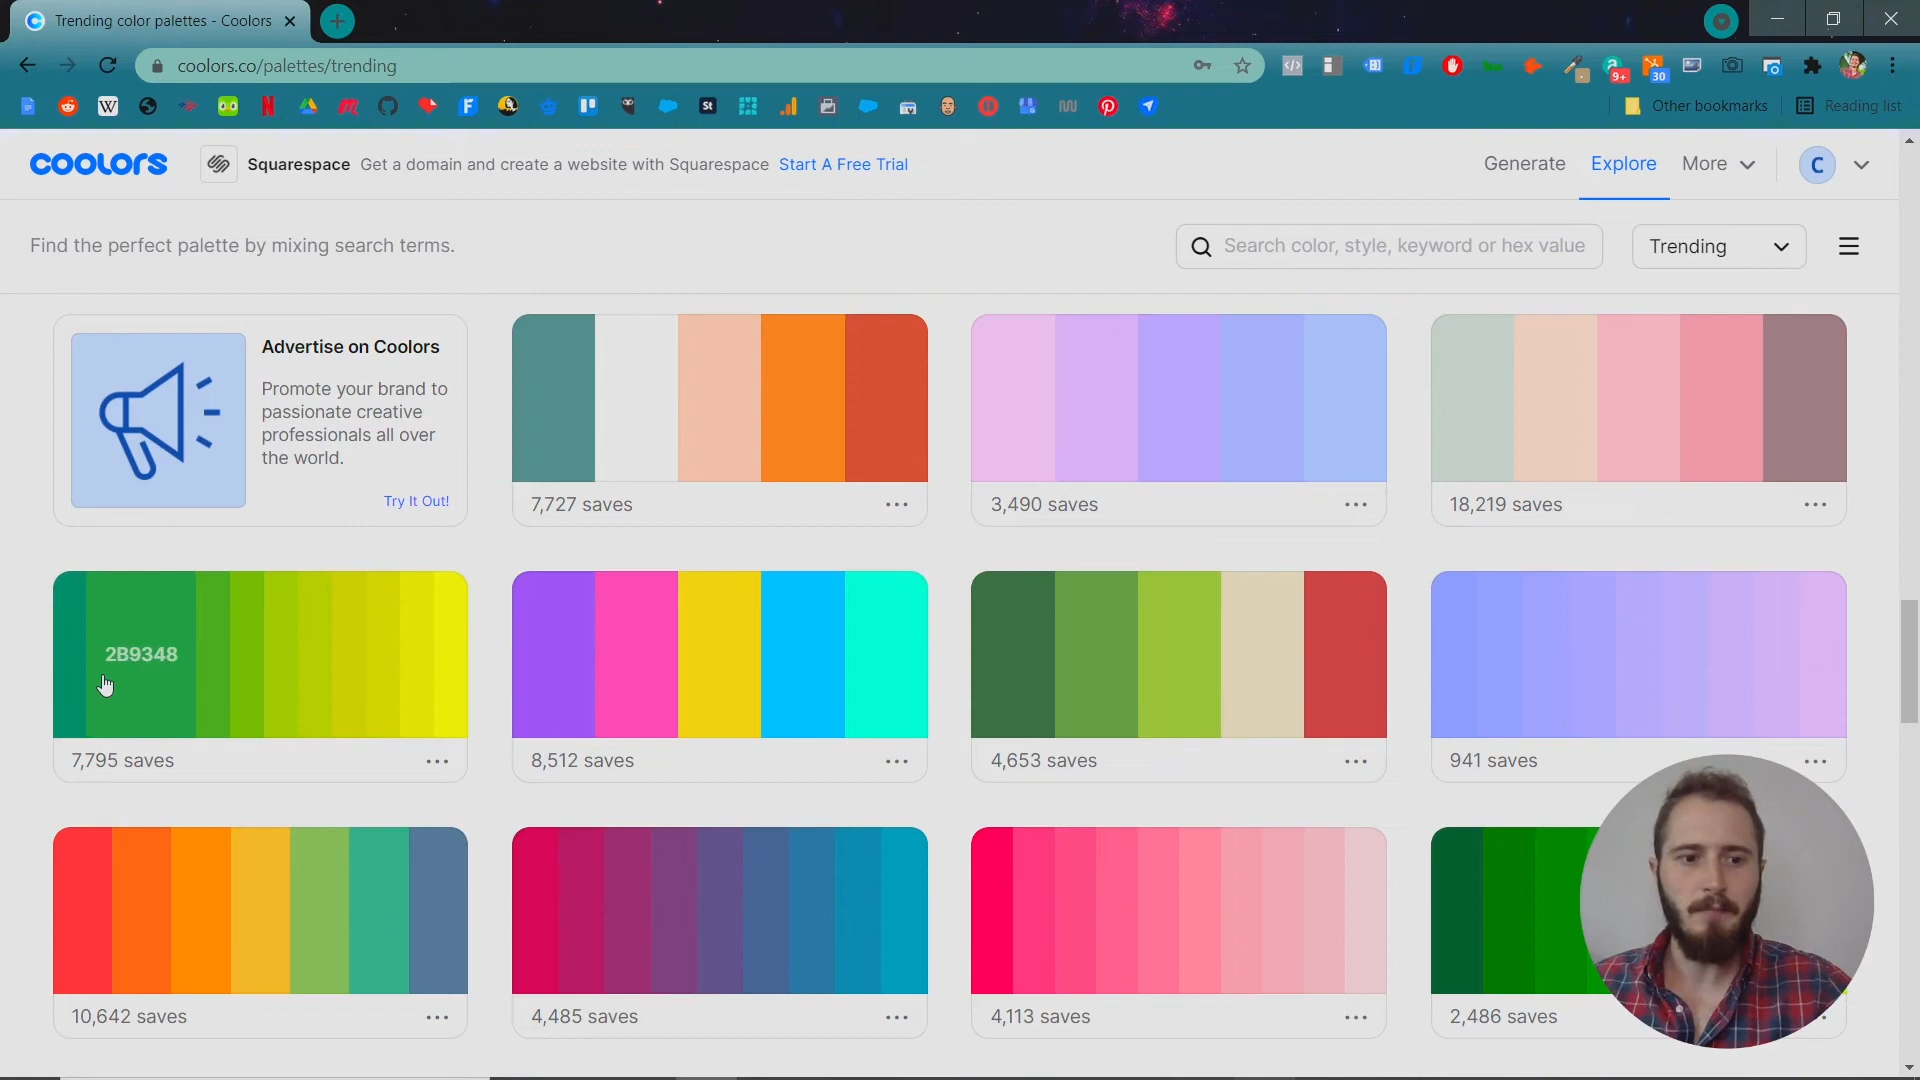 Trending color palettes - Coolors
coolors.co/palettes/trending
9+
30
W
N
F
St
Other bookmarks
Reading list
coolors
Squarespace Get a domain and create a website with Squarespace Start A Free Trial
Generate
Explore
More
C
Find the perfect palette by mixing search terms.
Search color, style, keyword or hex value
Trending
Advertise on Coolors
Promote your brand to
passionate creative
professionals all over
the world.
Try It Out!
7,727 saves
3,490 saves
18,219 saves
2B9348
7,795 saves
8,512 saves
4,653 saves
941 saves
10,642 saves
4,485 saves
4,113 saves
2,486 saves